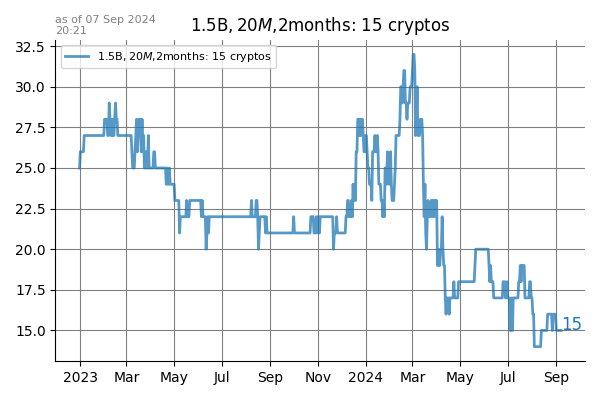 as of 07 Sep 2024
20:21
1.5B, 20M,2months: 15 cryptos
1.5B, 20M,2months: 15 cryptos
32.5
30.0
27.5
25.0
22.5
20.0
17.5
15.0
15
2023 Mar May Jul Sep Nov 2024 Mar May Jul Sep